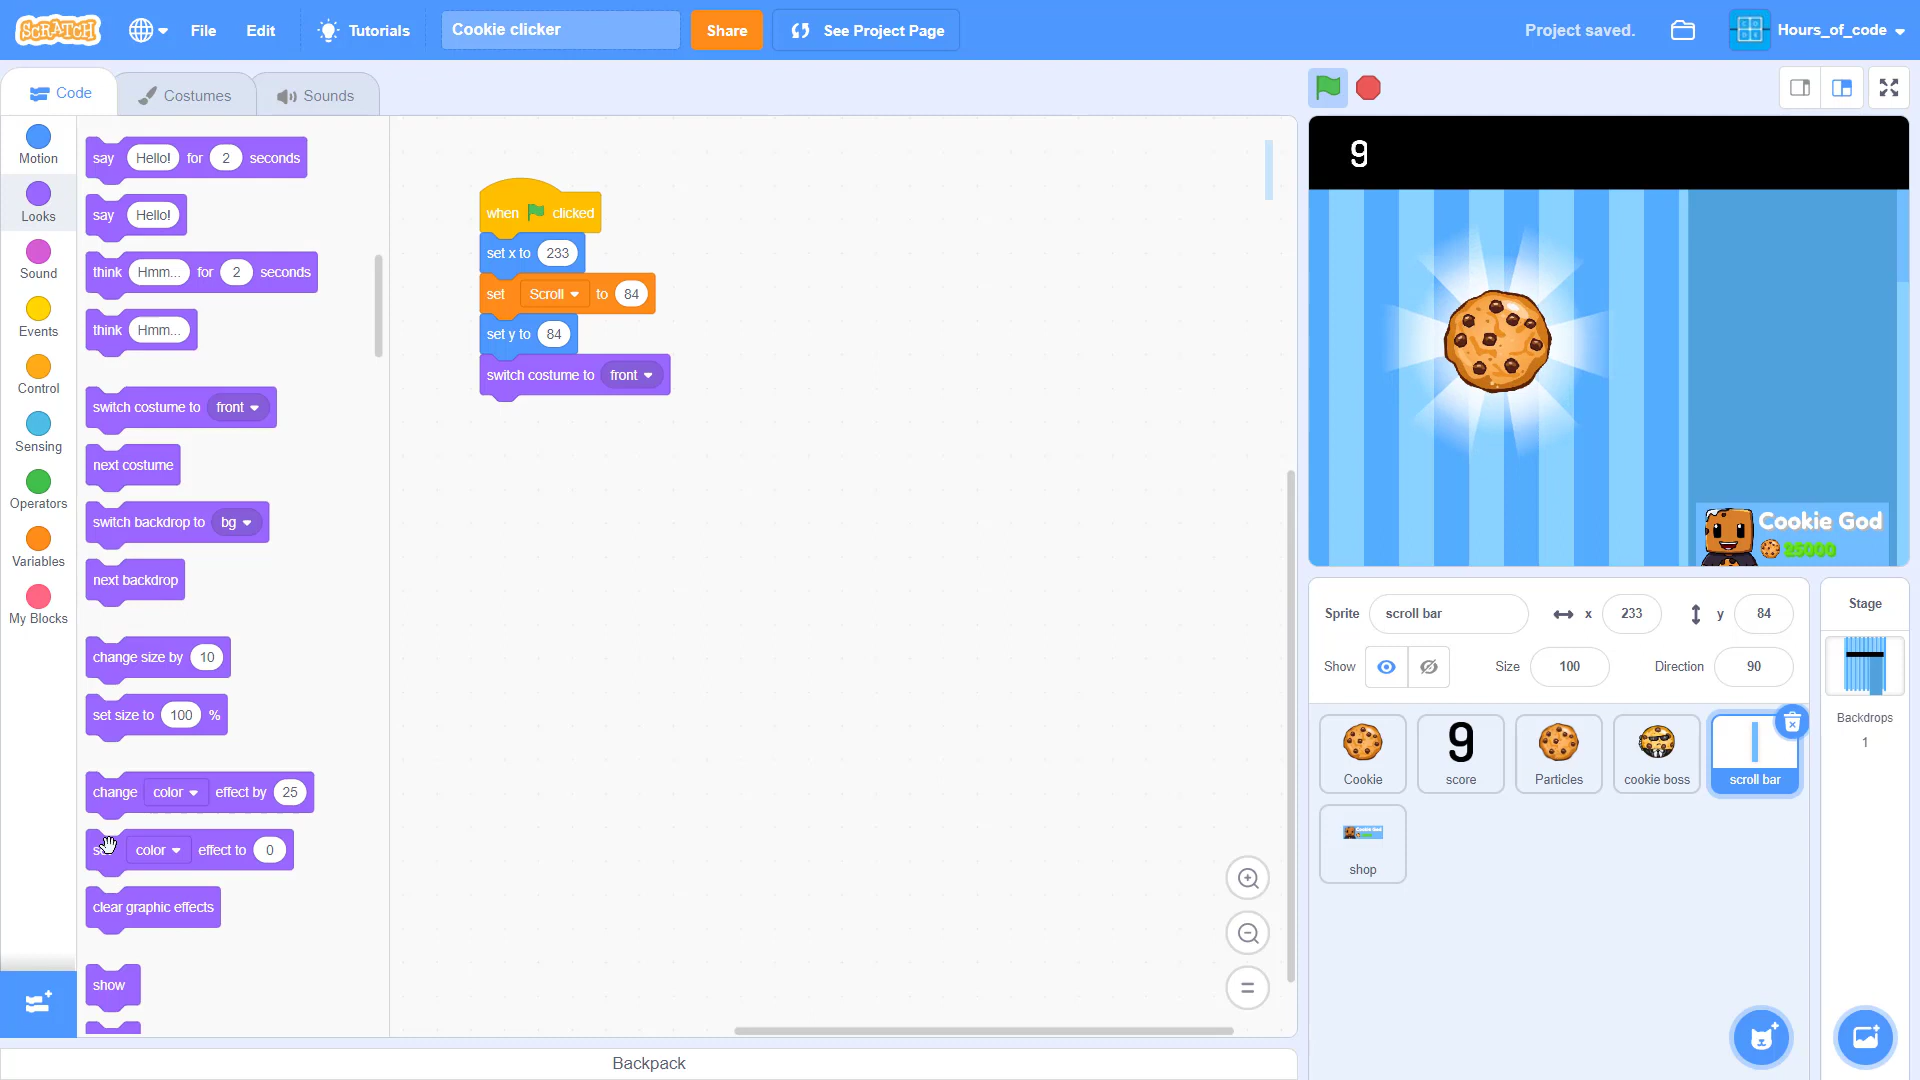 SCRATCH
File
Edit
Tutorials
Cookie clicker
Share
See Project Page
Project saved.
Hours_of_code
Code
Costumes
Sounds
Motion
Looks
Sound
Events
Control
Sensing
Operators
Variables
My Blocks
say Hello! for 2 seconds
say Hello!
think Hmm... for 2 seconds
think Hmm...
switch costume to front
next costume
switch backdrop to bg
next backdrop
change size by 10
set size to 100 %
change color effect by 25
color effect to 0
clear graphic effects
show
when clicked
set x to 233
set Scroll to 84
set y to 84
switch costume to front
Backpack
9
Cookie God
25000
Sprite scroll bar x 233 y 84
Show Size 100 Direction 90
Cookie
9
score
Particles
cookie boss
scroll bar
shop
Stage
Backdrops
1